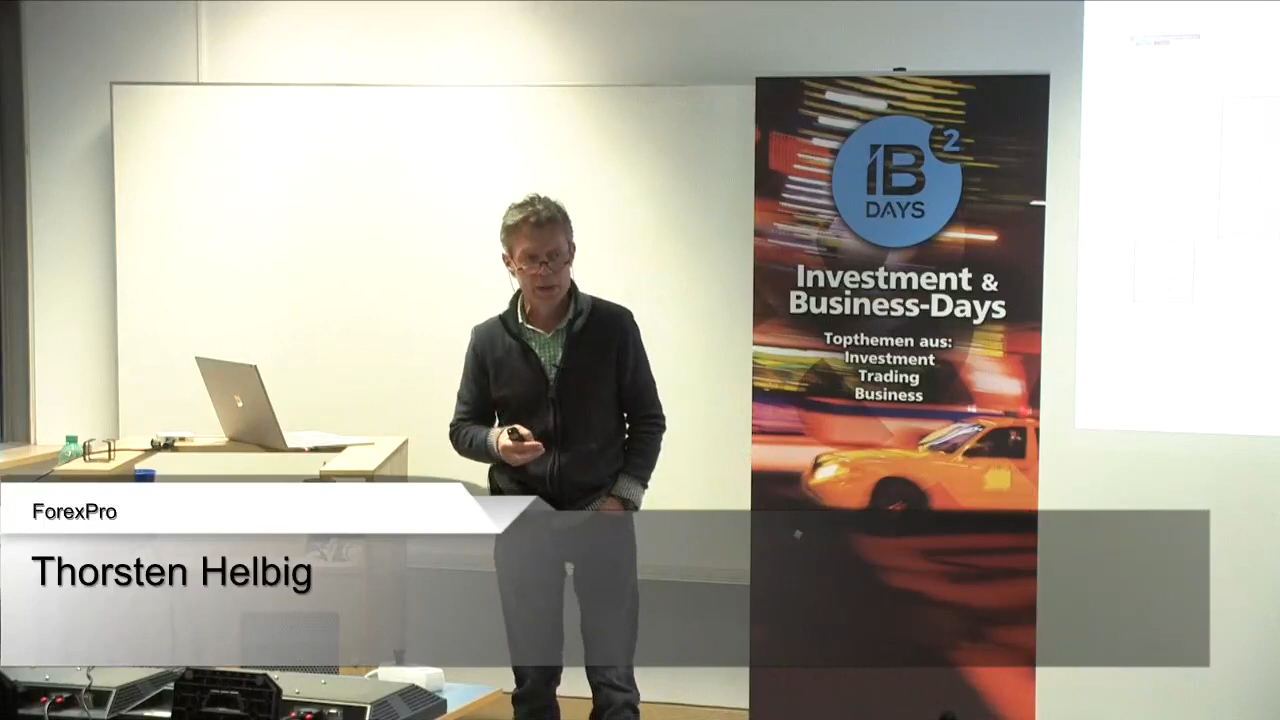 IB
2
DAYS
Investment &
Business-Days
Topthemen aus:
Investment
Trading
Business
ForexPro
Thorsten Helbig